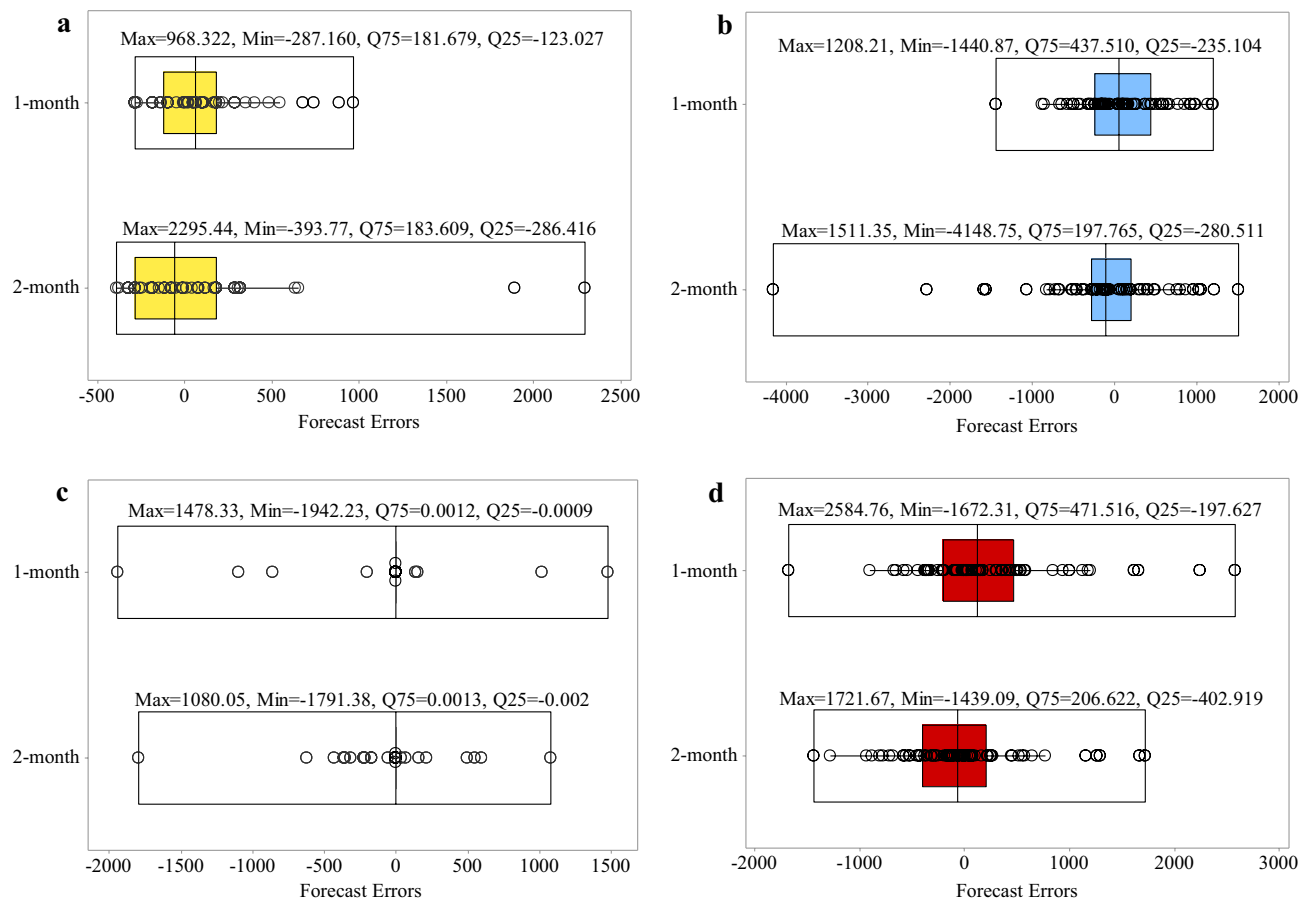 a
Max=968.322, Min=-287.160, Q75=181.679, Q25=-123.027
1-month
Max=2295.44, Min=-393.77, Q75=183.609, Q25=-286.416
2-month
-500 0 500 1000 1500 2000 2500
Forecast Errors
b
Max=1208.21, Min=-1440.87, Q75=437.510, Q25=-235.104
1-month
Max=1511.35, Min=-4148.75, Q75=197.765, Q25=-280.511
2-month
-4000 -3000 -2000 -1000 0 1000 2000
Forecast Errors
c
Max=1478.33, Min=-1942.23, Q75=0.0012, Q25=-0.0009
1-month
Max=1080.05, Min=-1791.38, Q75=0.0013, Q25=-0.002
2-month
-2000 -1500 -1000 -500 0 500 1000 1500
Forecast Errors
d
Max=2584.76, Min=-1672.31, Q75=471.516, Q25=-197.627
1-month
Max=1721.67, Min=-1439.09, Q75=206.622, Q25=-402.919
2-month
-2000 -1000 0 1000 2000 3000
Forecast Errors